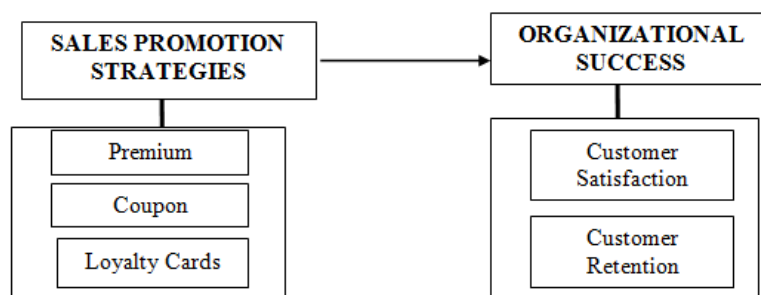 SALES PROMOTION
STRATEGIES
ORGANIZATIONAL
SUCCESS
Premium
Coupon
Loyalty Cards
Customer
Satisfaction
Customer
Retention